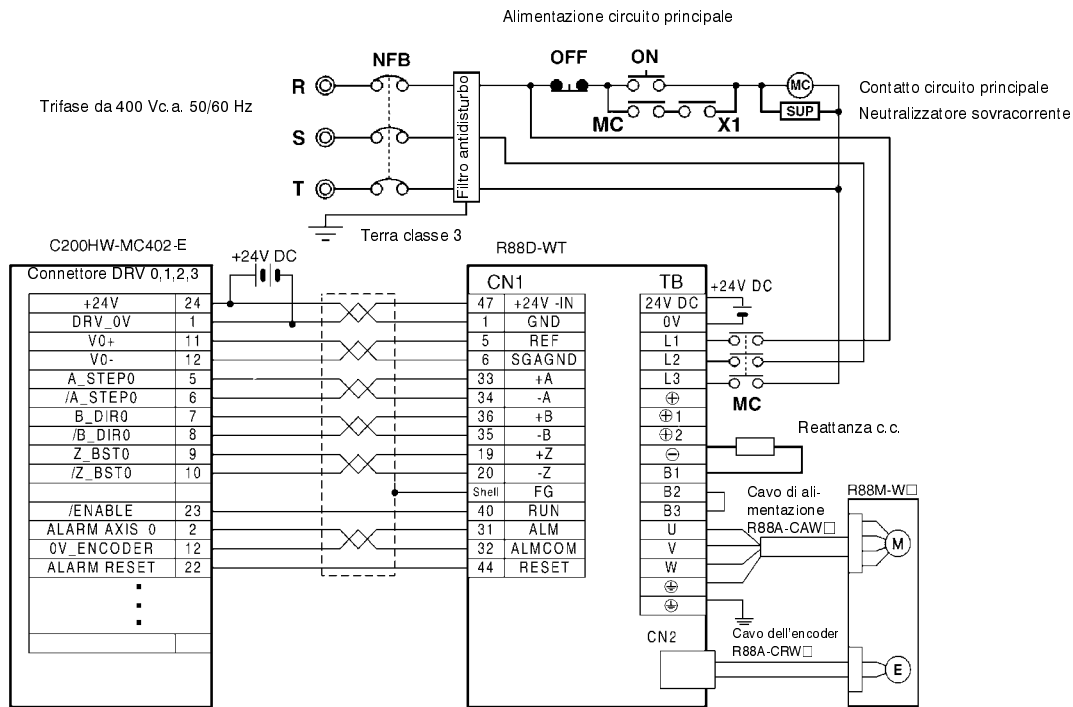 Alimentazione circuito principale
NFB
OFF
ON
R
MC
Contatto circuito principale
Trifase da 400 Vc.a. 50/60 Hz
SUP
Neutralizzatore sovracorrente
MC
X1
S
Filtro antidisturbo
T
Terra classe 3
C200HW-MC402-E
+24V DC
R88D-WT
Connettore DRV 0,1,2,3
CN1
TB
+24V DC
+24V 24
47 +24V -IN
24V DC
DRV_0V 1
1 GND
0V
V0+ 11
5 REF
L1
V0- 12
6 SGAGND
L2
A_STEP0 5
33 +A
L3
/A_STEP0 6
34 -A
⊕
MC
B_DIR0 7
36 +B
⊕1
/B_DIR0 8
35 -B
⊕2
Reattanza c.c.
Z_BST0 9
19 +Z
⊖
/Z_BST0 10
20 -Z
B1
Shell FG
B2
Cavo di ali-
mentazione
R88A-CAW□
R88M-W□
/ENABLE 23
40 RUN
B3
ALARM AXIS 0 2
31 ALM
U
0V_ENCODER 12
32 ALMCOM
V
M
ALARM RESET 22
44 RESET
W
CN2
Cavo dell'encoder
R88A-CRW□
E